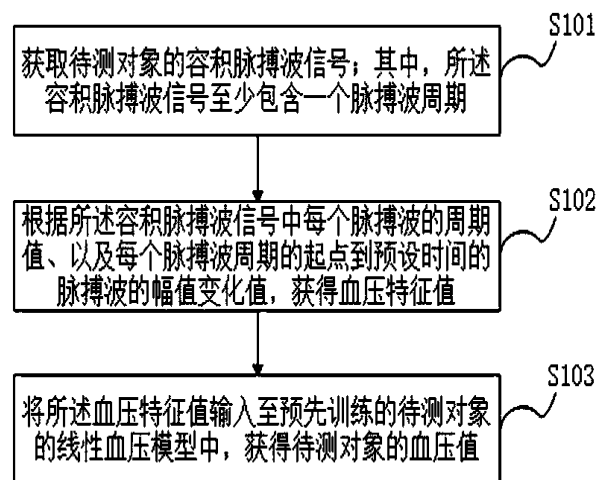 S101
获取待测对象的容积脉搏波信号；其中，所述
容积脉搏波信号至少包含一个脉搏波周期
S102
根据所述容积脉搏波信号中每个脉搏波的周期
值、以及每个脉搏波周期的起点到预设时间的
脉搏波的幅值变化值，获得血压特征值
S103
将所述血压特征值输入至预先训练的待测对象
的线性血压模型中，获得待测对象的血压值